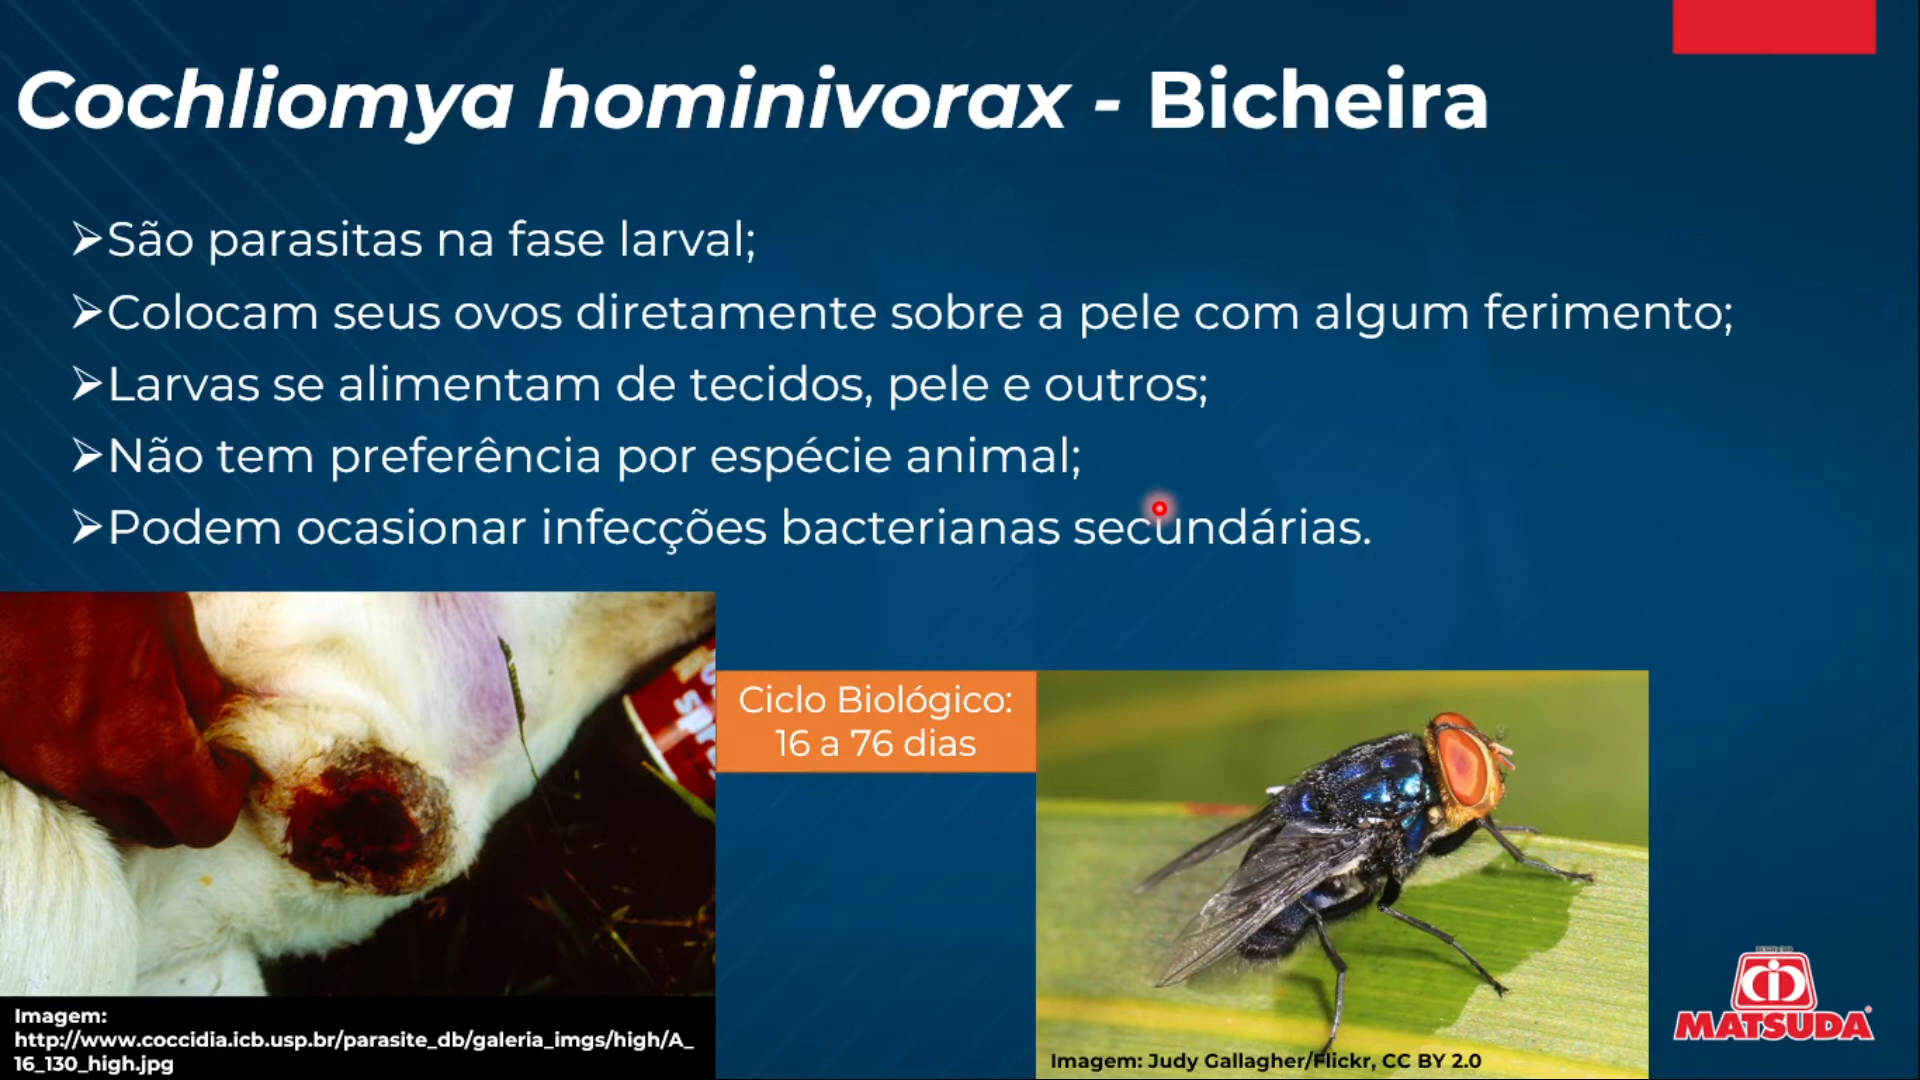 Cochliomya hominivorax - Bicheira
➢São parasitas na fase larval;
➢Colocam seus ovos diretamente sobre a pele com algum ferimento;
➢Larvas se alimentam de tecidos, pele e outros;
➢Não tem preferência por espécie animal;
➢Podem ocasionar infecções bacterianas secundárias.
Ciclo Biológico:
16 a 76 dias
Imagem:
http://www.coccidia.icb.usp.br/parasite_db/galeria_imgs/high/A_
16_130_high.jpg
Imagem: Judy Gallagher/Flickr, CC BY 2.0
MATSUDA